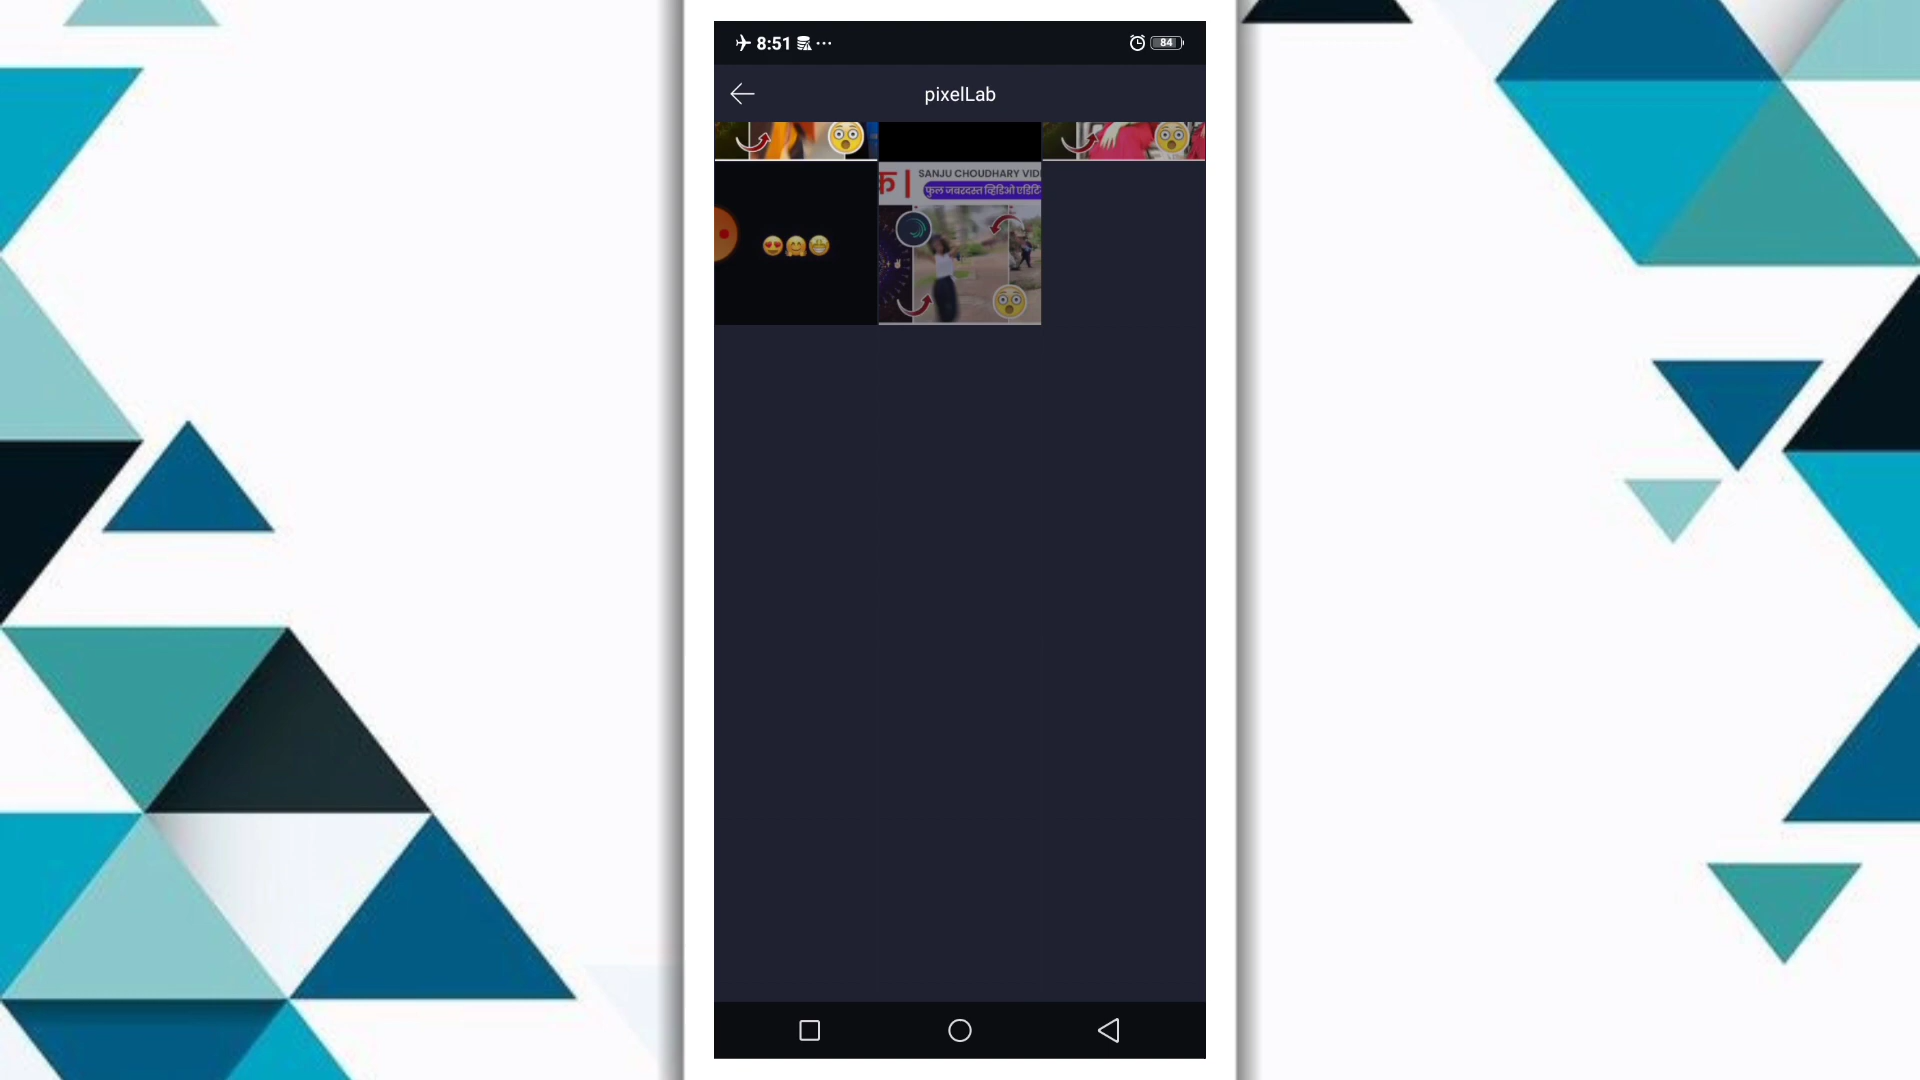 8:51
84
pixelLab
क |
SANJU CHOUDHARY VID
फुल जबरदस्त व्हिडिओ एडिटिं